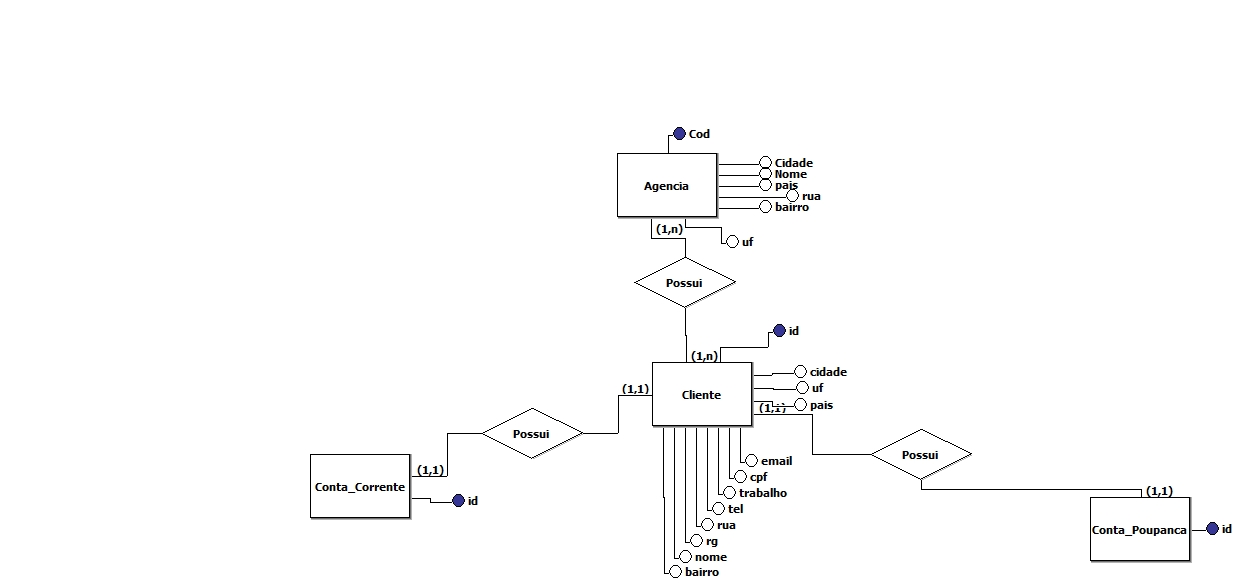 Cod
Cidade
Nome
pais
rua
bairro
Agencia
(1,n)
uf
Possui
id
(1,n)
cidade
uf
pais
(1,1)
Cliente
(1,1)
Possui
Possui
email
cpf
trabalho
tel
rua
rg
nome
bairro
(1,1)
Conta_Corrente
id
(1,1)
Conta_Poupanca
id